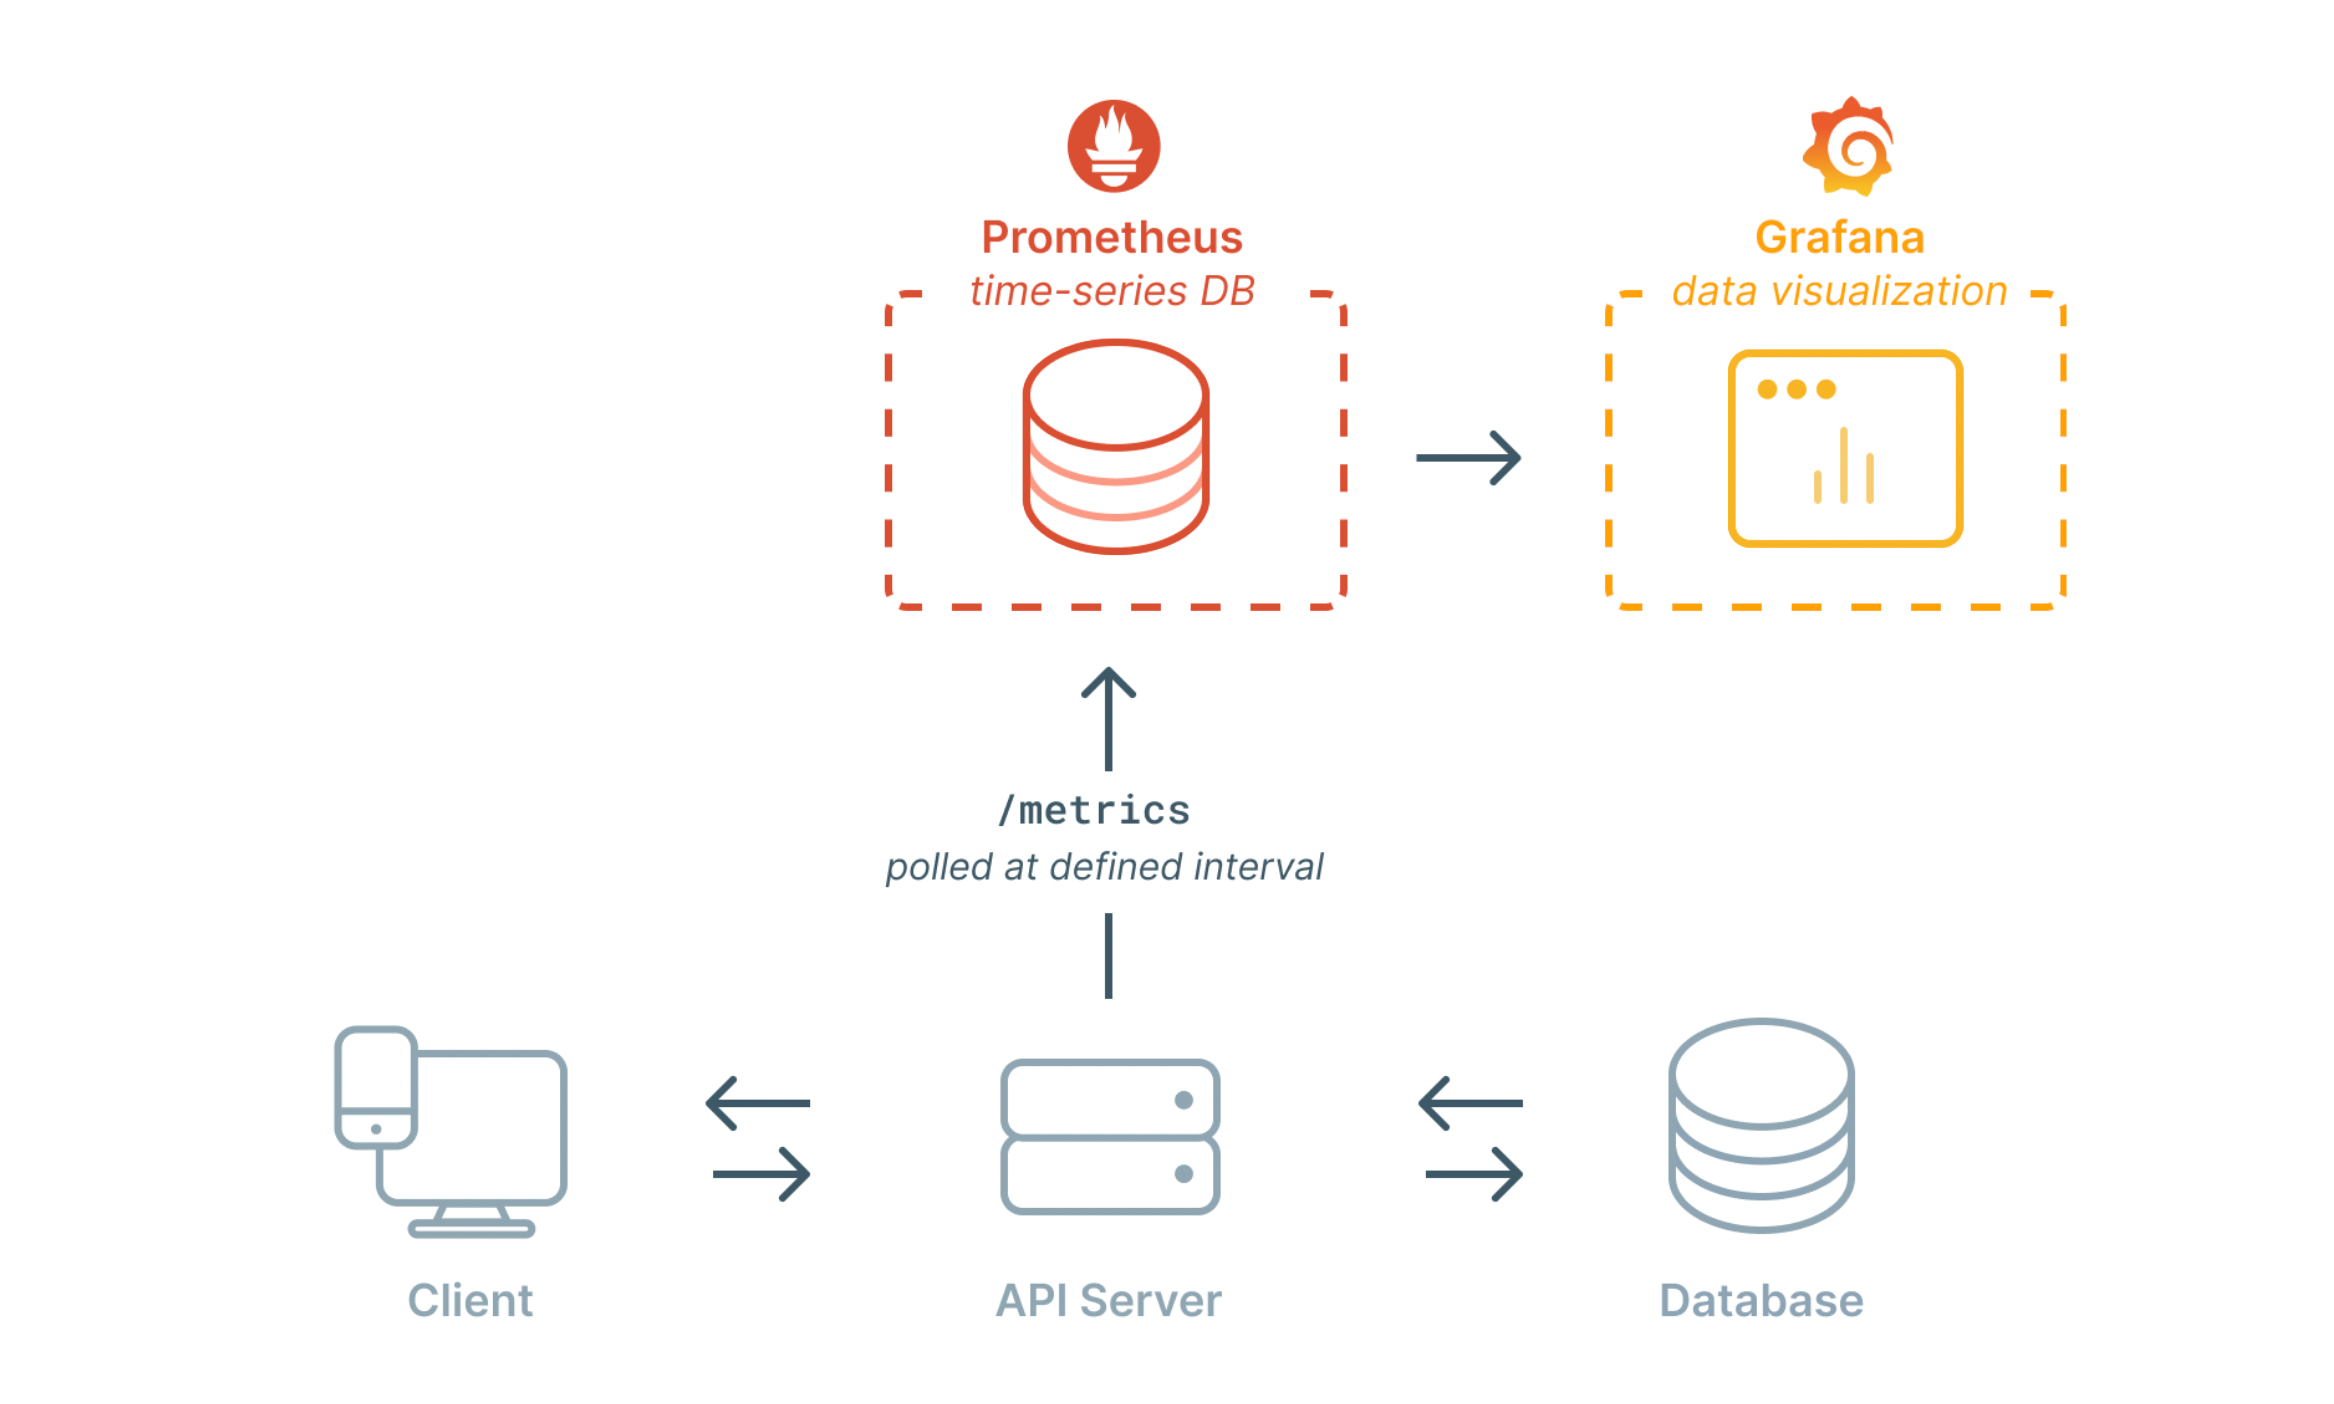 Prometheus
time-series DB
Grafana
data visualization
/metrics
polled at defined interval
Client
API Server
Database